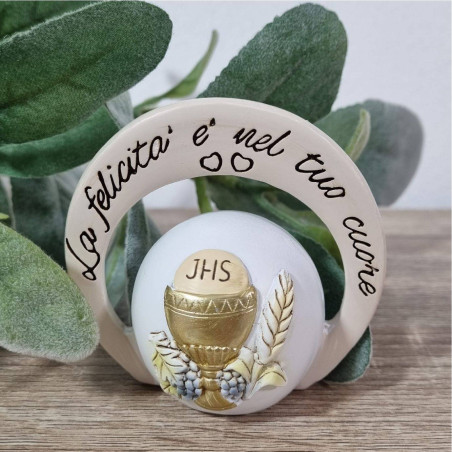 La felicita' e' nel tuo cuore
JHS